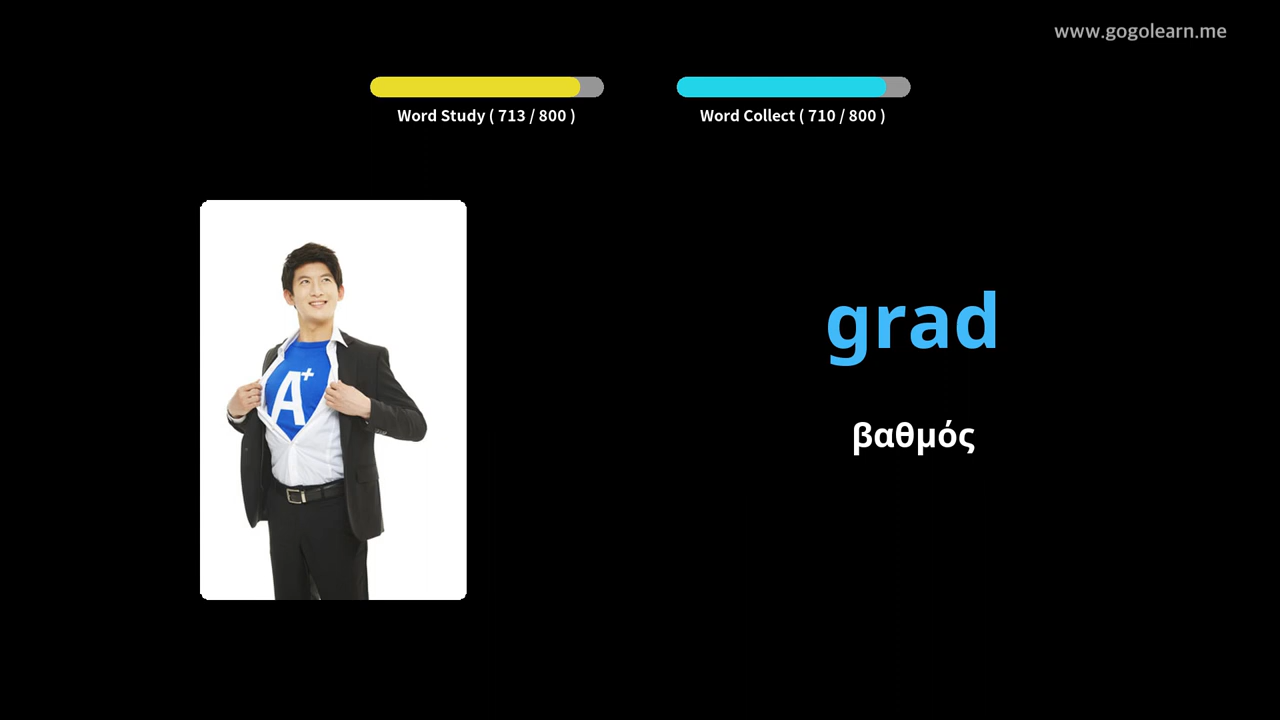 www.gogolearn.me
Word Study ( 713 / 800 )
Word Collect ( 710 / 800 )
A+
grad
βαθμός